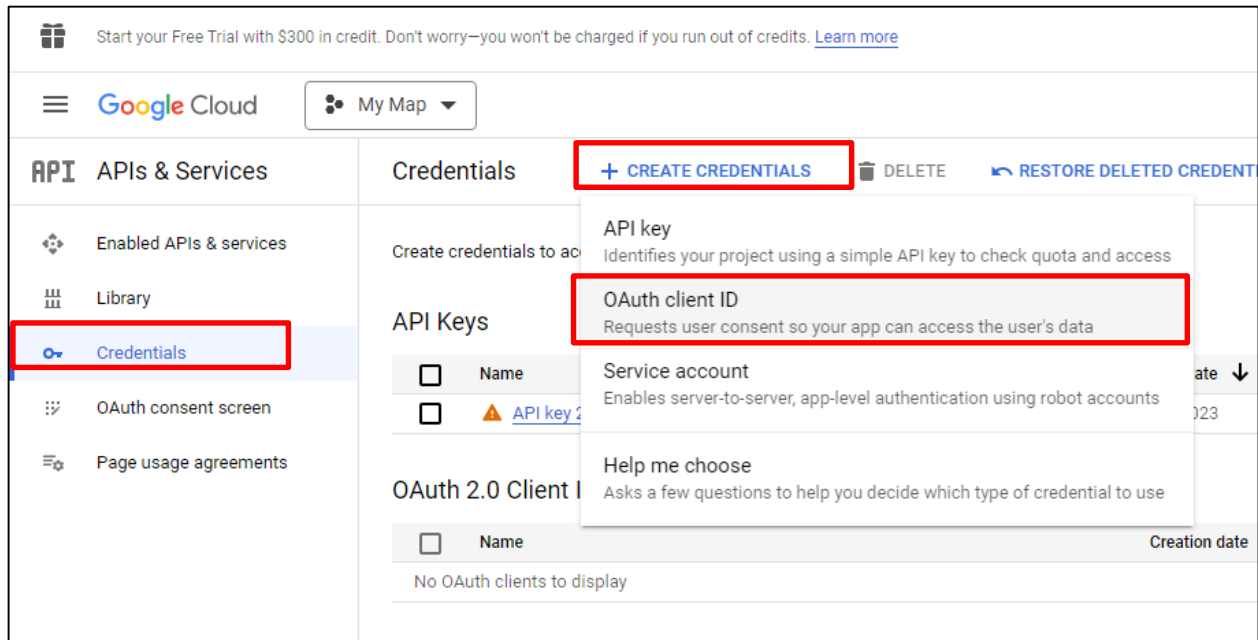 Start your Free Trial with $300 in credit. Don't worry—you won't be charged if you run out of credits. Learn more
Google Cloud
My Map
API APIs & Services
Credentials
+ CREATE CREDENTIALS
DELETE
RESTORE DELETED
Enabled APIs & services
Library
Credentials
OAuth consent screen
Page usage agreements
Create credentials to
API key
Identifies your project using a simple API key to check quota and access
OAuth client ID
Requests user consent so your app can access the user's data
Service account
Enables server-to-server, app-level authentication using robot accounts
Help me choose
Asks a few questions to help you decide which type of credential to use
API Keys
Name
API key
OAuth 2.0 Client
Name
Creation date
No OAuth clients to display